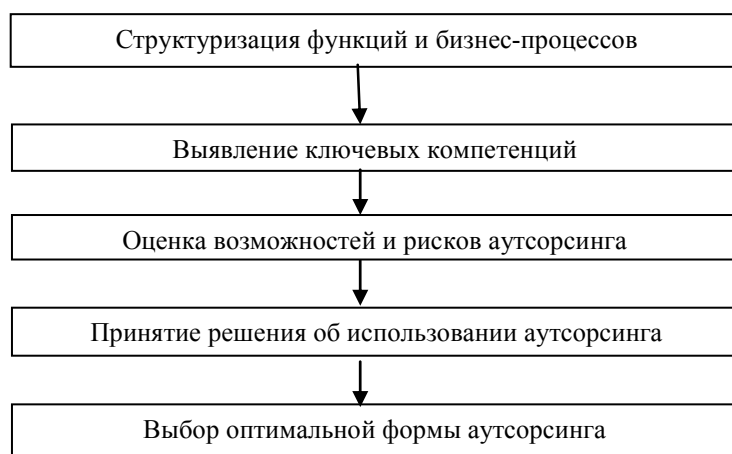 Структуризация функций и бизнес-процессов
Выявление ключевых компетенций
Оценка возможностей и рисков аутсорсинга
Принятие решения об использовании аутсорсинга
Выбор оптимальной формы аутсорсинга